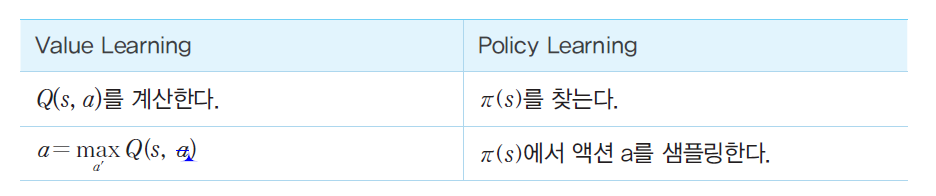 Value Learning
Policy Learning
Q(s, a)를 계산한다.
π(s)를 찾는다.
a = max Q(s, a)
a′
π(s)에서 액션 a를 샘플링한다.